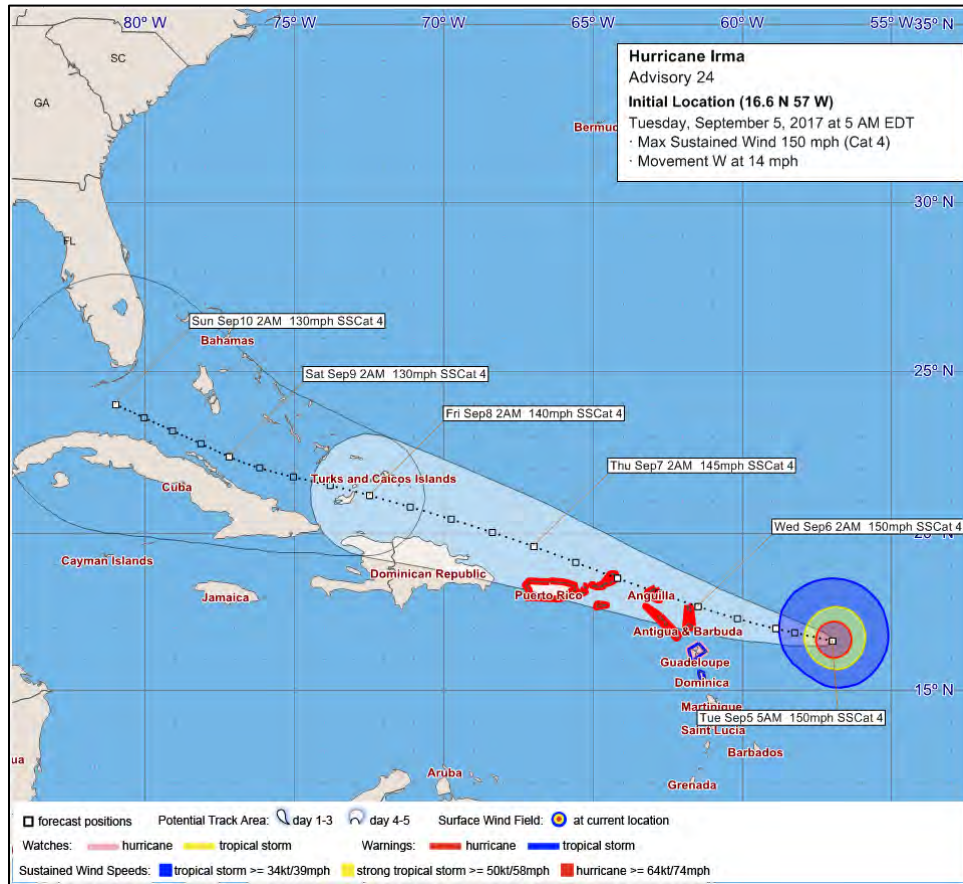 80° W 75° W 70° W 65° W 60° W 55° W 35° N
SC
GA
Hurricane Irma
Advisory 24
Initial Location (16.6 N 57 W)
Tuesday, September 5, 2017 at 5 AM EDT
· Max Sustained Wind 150 mph (Cat 4)
· Movement W at 14 mph
Bermu
30° N
FL
Sun Sep10 2AM 130mph SSCat 4
Bahamas
25° N
Sat Sep9 2AM 130mph SSCat 4
Fri Sep8 2AM 140mph SSCat 4
Thu Sep7 2AM 145mph SSCat 4
Turks and Caicos Islands
Cuba
Wed Sep6 2AM 150mph SSCat 4
20° N
Cayman Islands
Dominican Republic
Jamaica
Puerto Rico
Anguilla
Antigua & Barbuda
Guadeloupe
Dominica
15° N
Martinique
Tue Sep5 5AM 150mph SSCat 4
Saint Lucia
Barbados
ua
Aruba
Grenada
forecast positions Potential Track Area: day 1-3 day 4-5 Surface Wind Field: at current location
Watches: hurricane tropical storm Warnings: hurricane tropical storm
Sustained Wind Speeds: tropical storm >= 34kt/39mph strong tropical storm >= 50kt/58mph hurricane >= 64kt/74mph